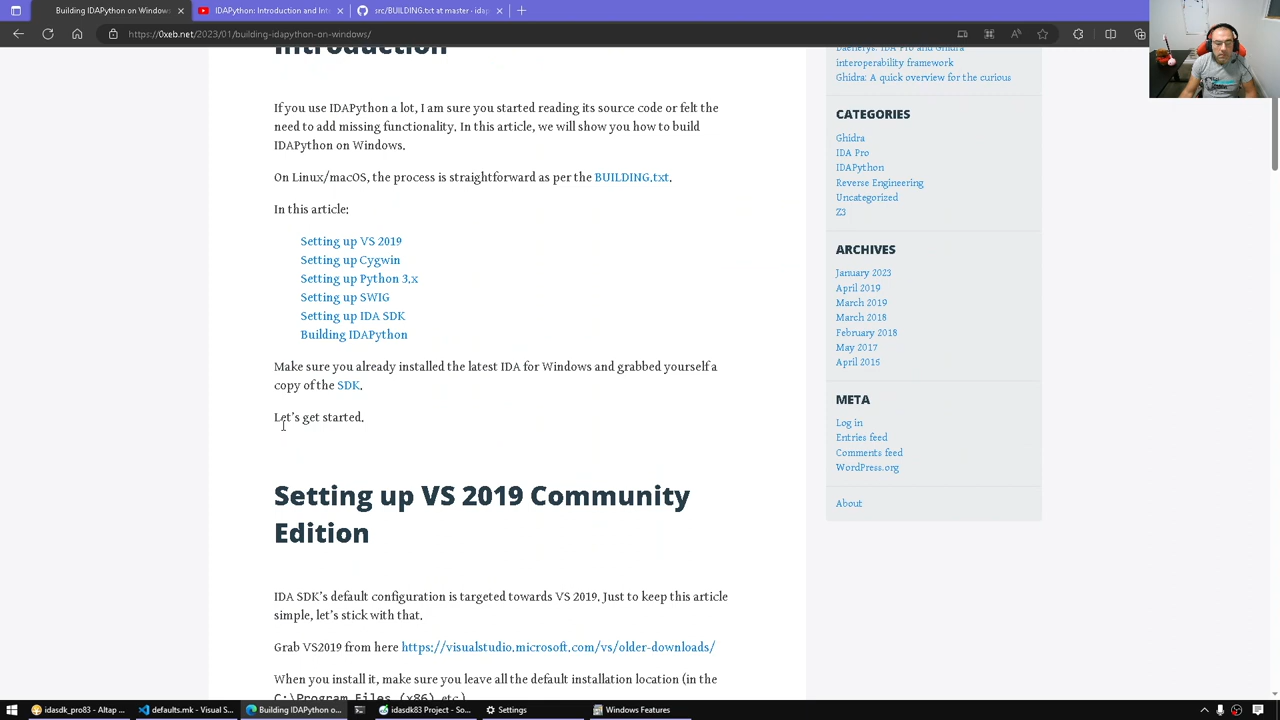 Building IDAPython on Windows
IDAPython: Introduction and Int
src/BUILDING.txt at master · idap
https://0xeb.net/2023/01/building-idapython-on-windows/
Introduction
If you use IDAPython a lot, I am sure you started reading its source code or felt the
need to add missing functionality. In this article, we will show you how to build
IDAPython on Windows.
On Linux/macOS, the process is straightforward as per the BUILDING.txt.
In this article:
Setting up VS 2019
Setting up Cygwin
Setting up Python 3.x
Setting up SWIG
Setting up IDA SDK
Building IDAPython
Make sure you already installed the latest IDA for Windows and grabbed yourself a
copy of the SDK.
Let's get started.
Setting up VS 2019 Community
Edition
IDA SDK's default configuration is targeted towards VS 2019. Just to keep this article
simple, let's stick with that.
Grab VS2019 from here https://visualstudio.microsoft.com/vs/older-downloads/
When you install it, make sure you leave all the default installation location (in the
C:\Program Files (x86) etc.)
Daenerys: IDA Pro and Ghidra
interoperability framework
Ghidra: A quick overview for the curious
CATEGORIES
Ghidra
IDA Pro
IDAPython
Reverse Engineering
Uncategorized
Z3
ARCHIVES
January 2023
April 2019
March 2019
March 2018
February 2018
May 2017
April 2015
META
Log in
Entries feed
Comments feed
WordPress.org
About
idasdk_pro83 - Altap ...
defaults.mk - Visual S...
Building IDAPython o...
idasdk83 Project - So...
Settings
Windows Features